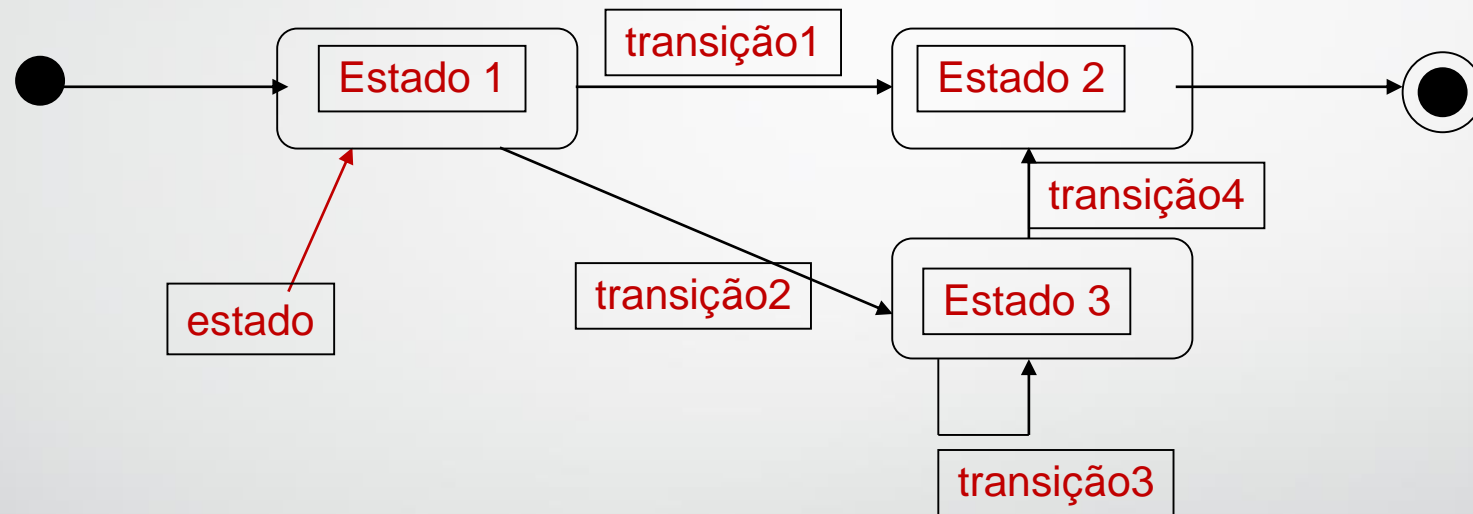 transição1
Estado 1
Estado 2
transição4
estado
transição2
Estado 3
transição3